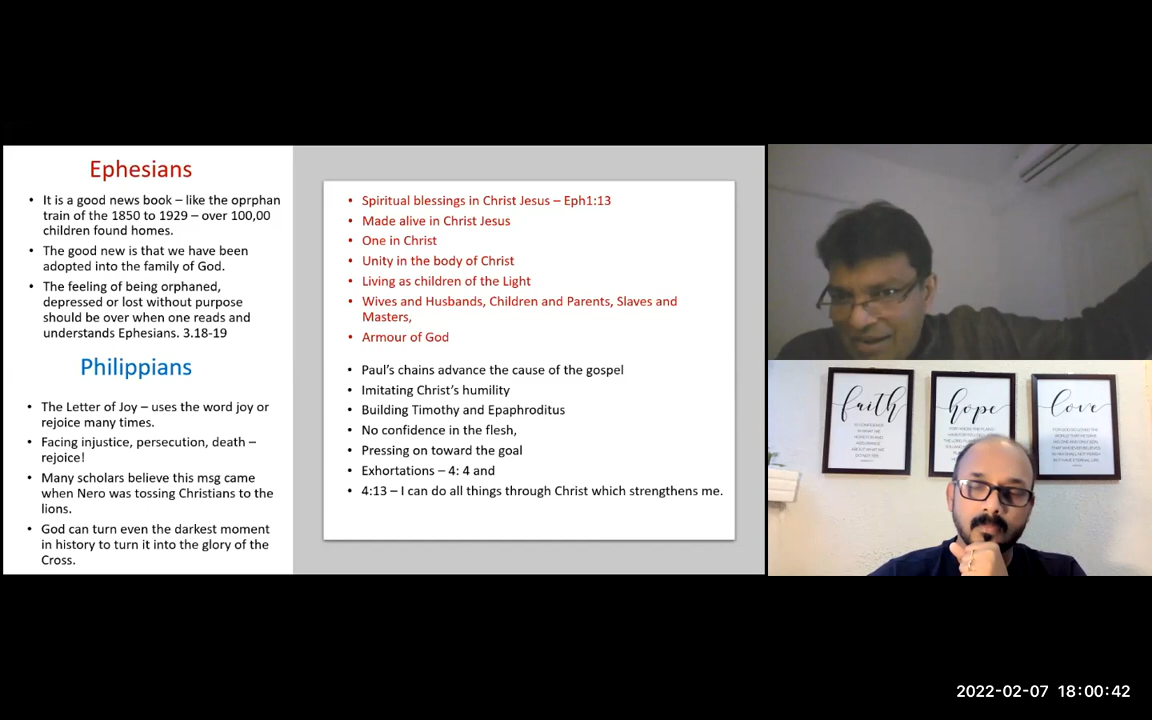 Ephesians
• It is a good news book – like the oprphan
train of the 1850 to 1929 – over 100,00
children found homes.
• The good new is that we have been
adopted into the family of God.
• The feeling of being orphaned,
depressed or lost without purpose
should be over when one reads and
understands Ephesians. 3.18-19
Philippians
• The Letter of Joy – uses the word joy or
rejoice many times.
• Facing injustice, persecution, death –
rejoice!
• Many scholars believe this msg came
when Nero was tossing Christians to the
lions.
• God can turn even the darkest moment
in history to turn it into the glory of the
Cross.
• Spiritual blessings in Christ Jesus – Eph1:13
• Made alive in Christ Jesus
• One in Christ
• Unity in the body of Christ
• Living as children of the Light
• Wives and Husbands, Children and Parents, Slaves and
Masters,
• Armour of God
• Paul's chains advance the cause of the gospel
• Imitating Christ's humility
• Building Timothy and Epaphroditus
• No confidence in the flesh,
• Pressing on toward the goal
• Exhortations – 4: 4 and
• 4:13 – I can do all things through Christ which strengthens me.
faith
hope
love
2022-02-07 18:00:42